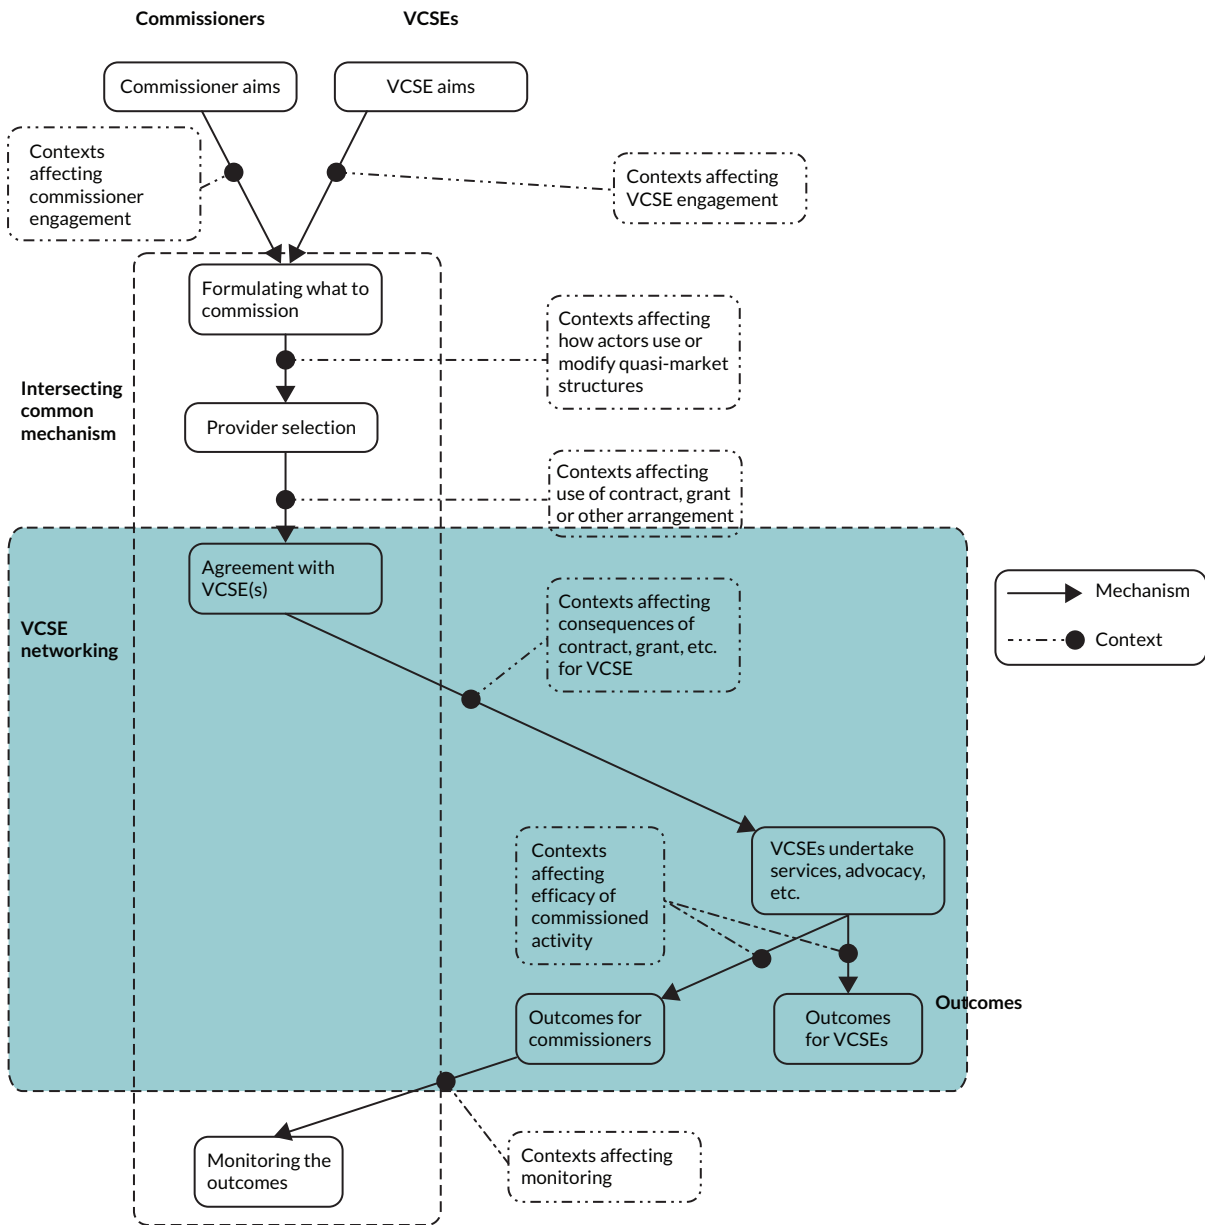 Commissioners
VCSEs
Commissioner aims
VCSE aims
Contexts
affecting
commissioner
engagement
Contexts affecting
VCSE engagement
Formulating what to
commission
Contexts affecting
how actors use or
modify quasi-market
structures
Intersecting
common
mechanism
Provider selection
Contexts affecting
use of contract, grant
or other arrangement
Agreement with
VCSE(s)
Contexts affecting
consequences of
contract, grant, etc.
for VCSE
Mechanism
Context
VCSE
networking
Contexts
affecting
efficacy of
commissioned
activity
VCSEs undertake
services, advocacy,
etc.
Outcomes for
commissioners
Outcomes
for VCSEs
Outcomes
Monitoring the
outcomes
Contexts affecting
monitoring